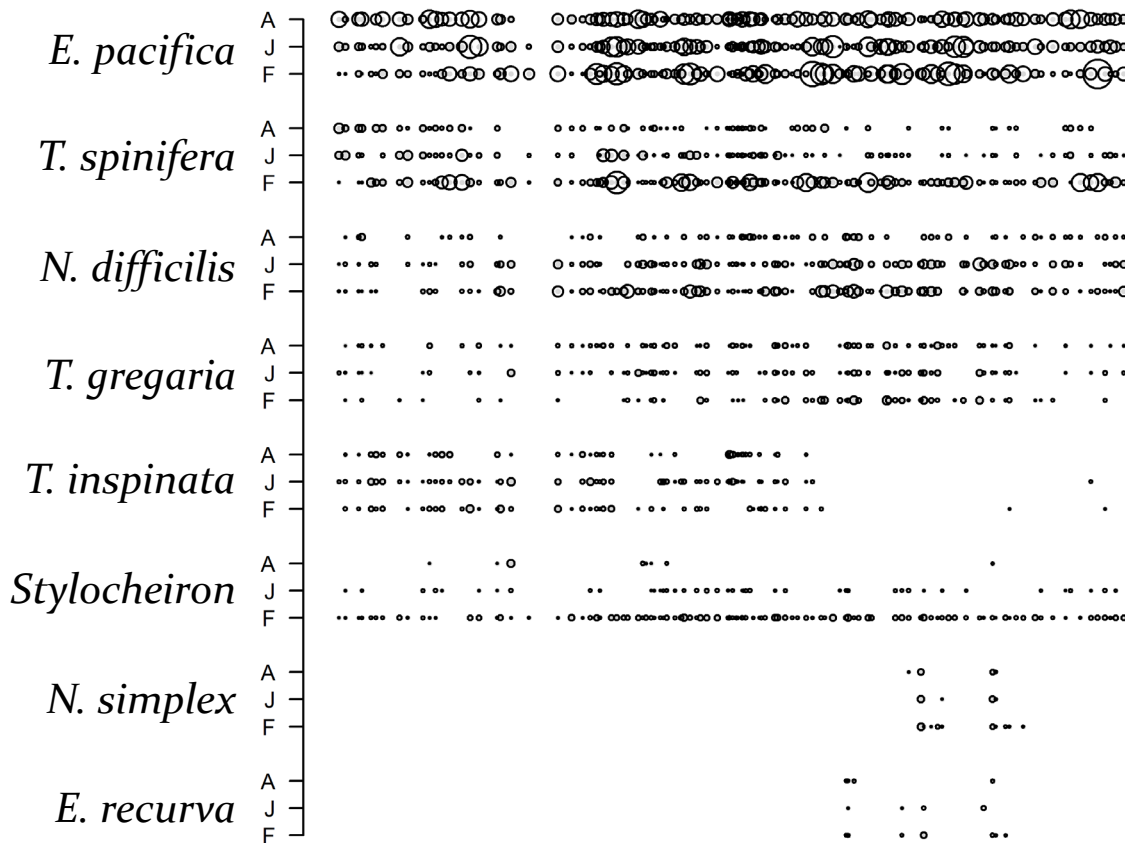 E. pacifica
A
J
F
T. spinifera
A
J
F
N. difficilis
A
J
F
T. gregaria
A
J
F
T. inspinata
A
J
F
Stylocheiron
A
J
F
N. simplex
A
J
F
E. recurva
A
J
F